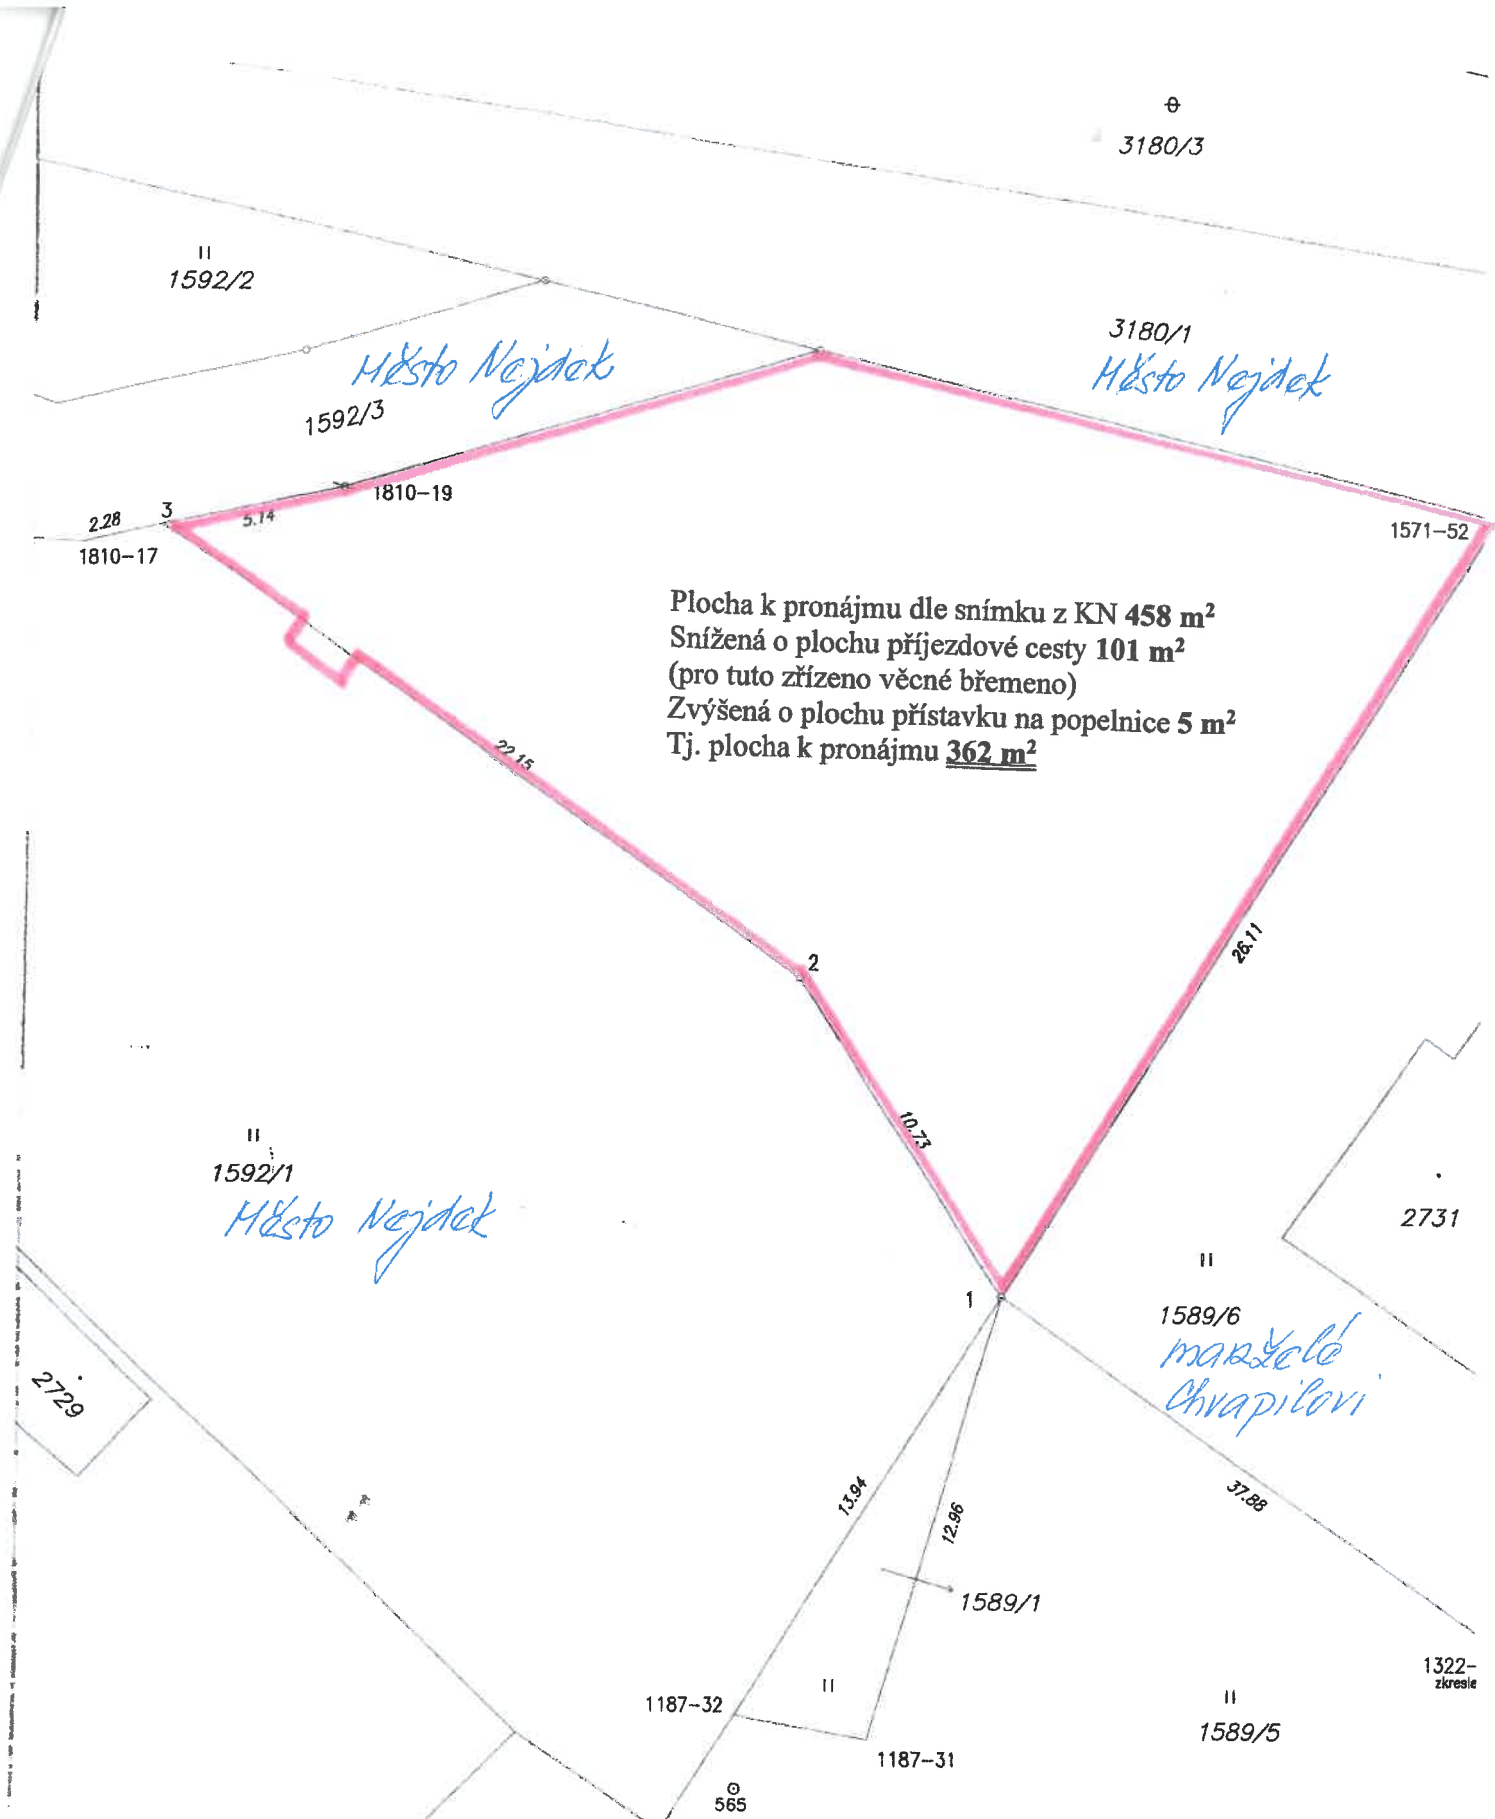 3180/3
1592/2
3180/1
Město Nejdek
Město Nejdek
1592/3
1810-19
3
5.14
2.28
1810-17
1571-52
Plocha k pronájmu dle snímku z KN 458 m²
Snížená o plochu příjezdové cesty 101 m²
(pro tuto zřízeno věcné břemeno)
Zvýšená o plochu přístavku na popelnice 5 m²
Tj. plocha k pronájmu 362 m²
22.15
2
26.11
10.73
1592/1
Město Nejdek
2731
1
1589/6
manželé
Chvapilovi
2729
13.94
12.96
37.88
1589/1
1322-
zkresle
1187-32
1589/5
1187-31
565